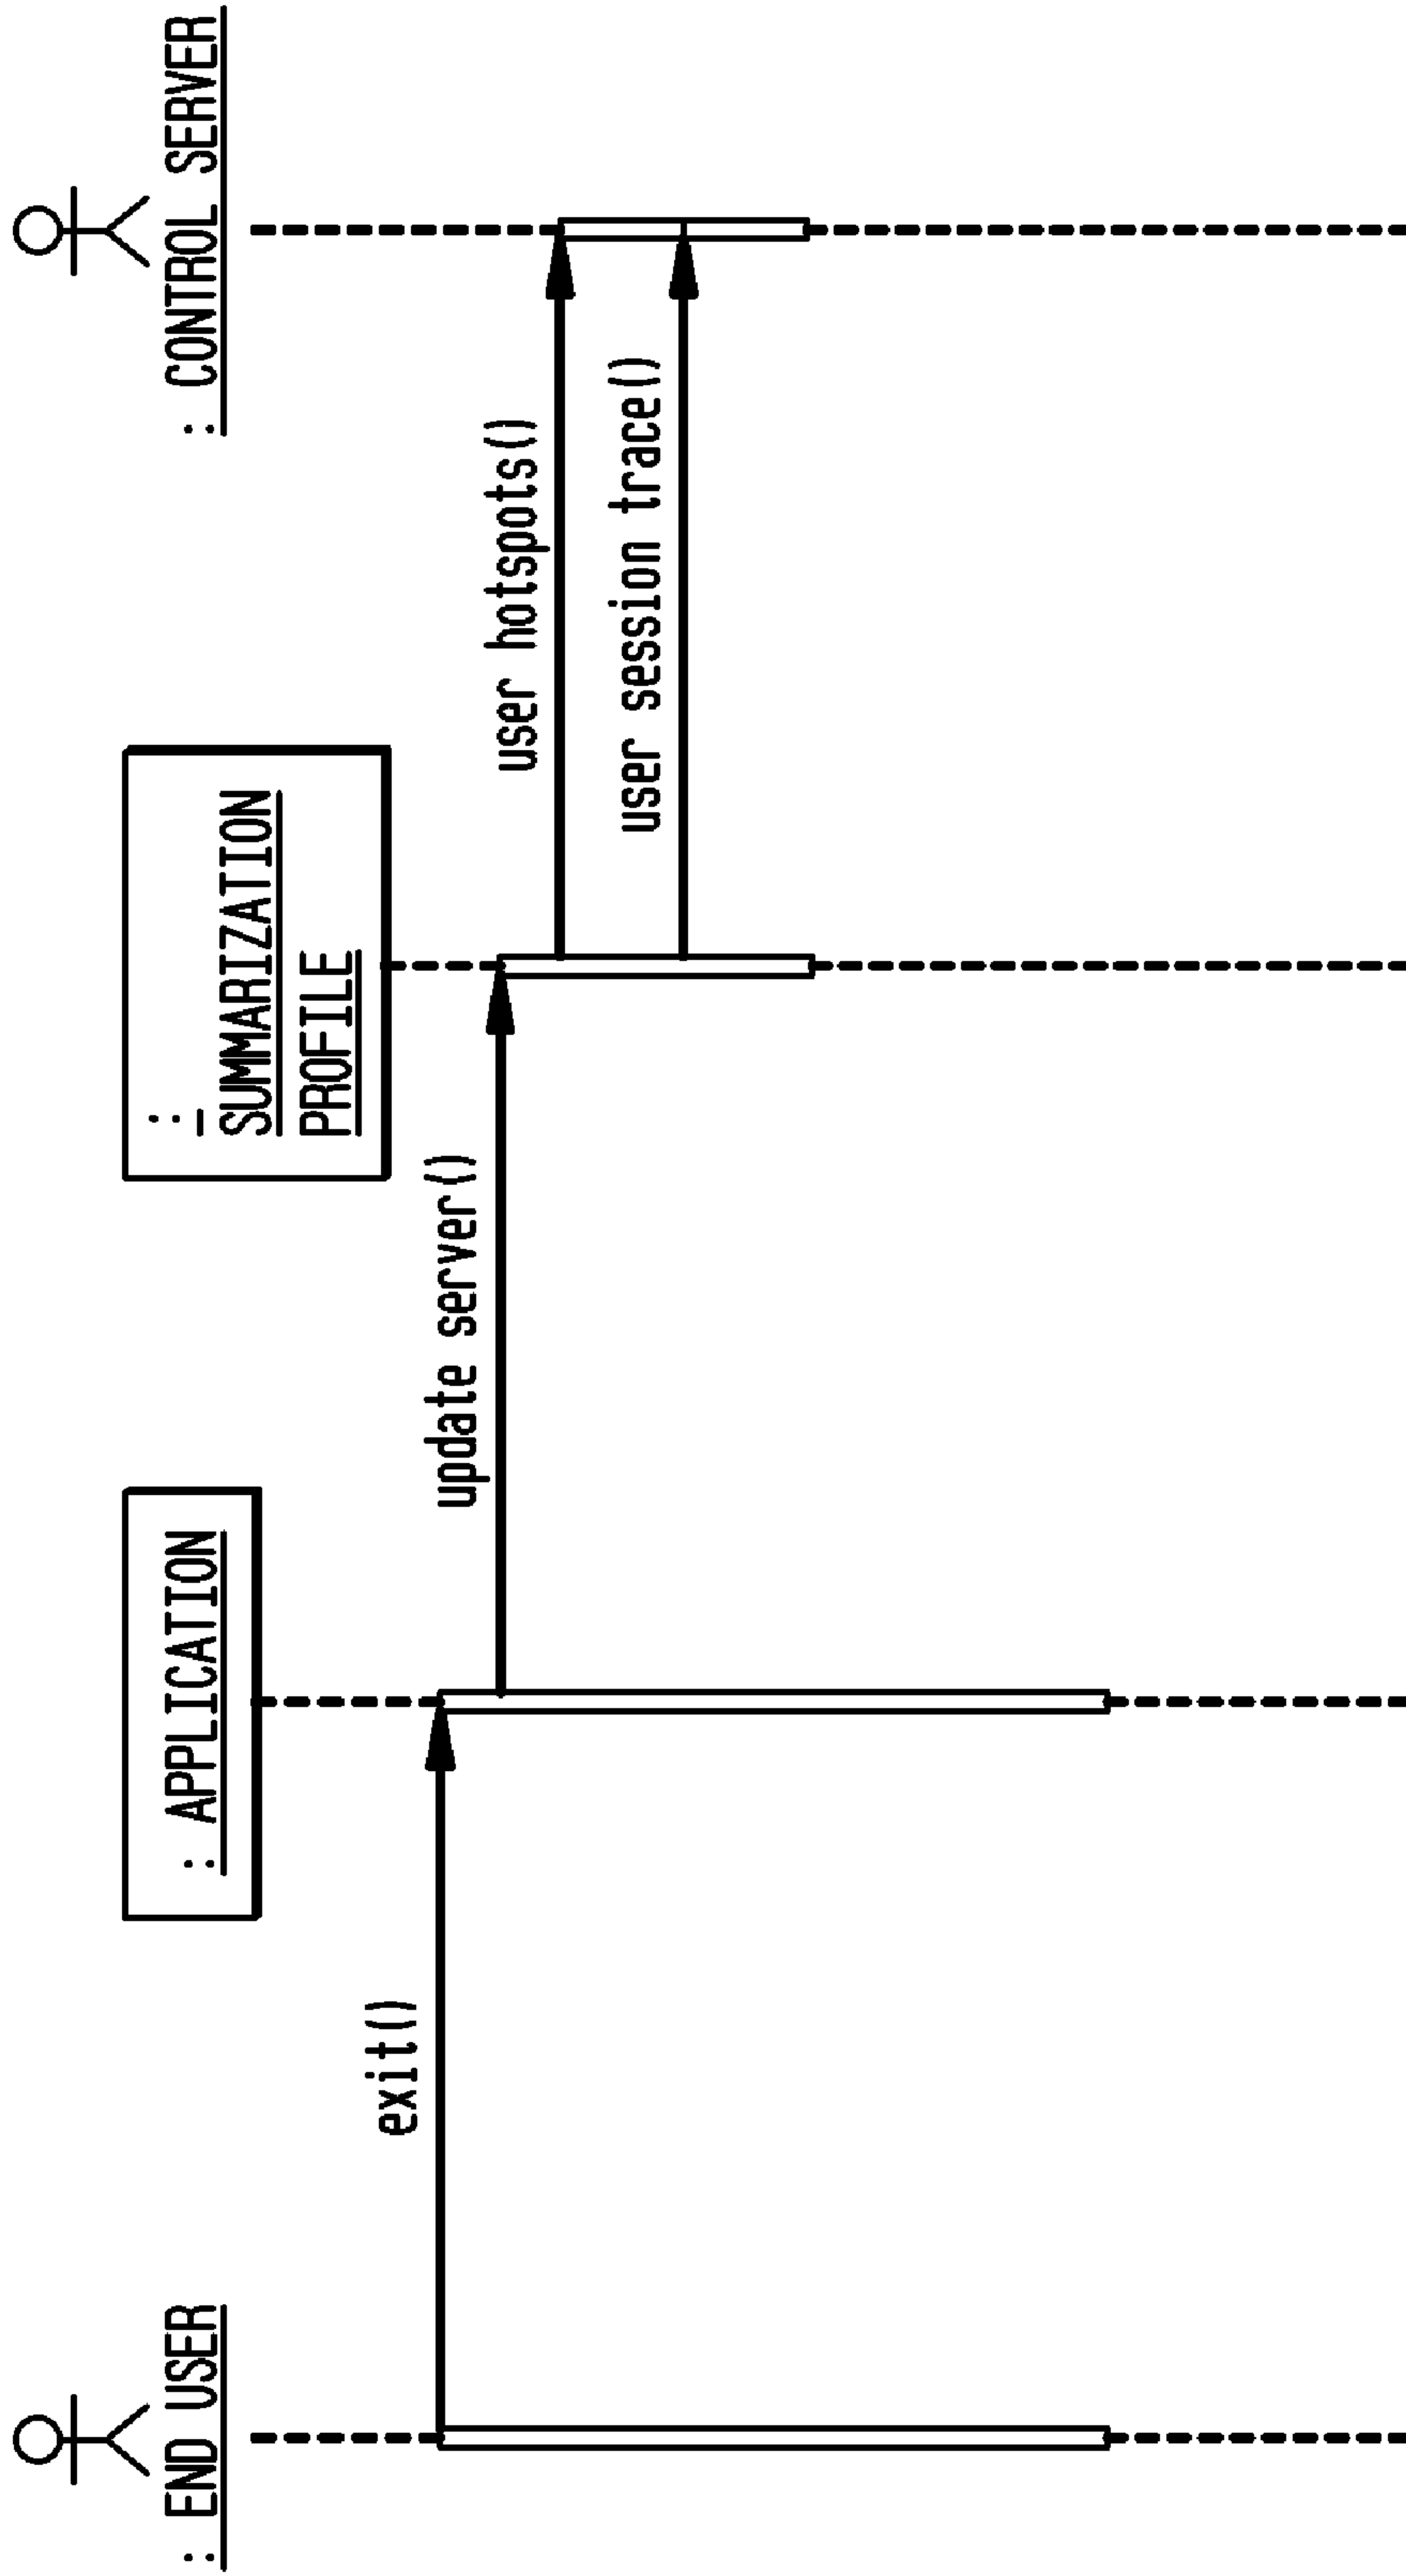 : END USER
: APPLICATION
:
SUMMARIZATION
PROFILE
: CONTROL SERVER
exit()
update server()
user hotspots()
user session trace()